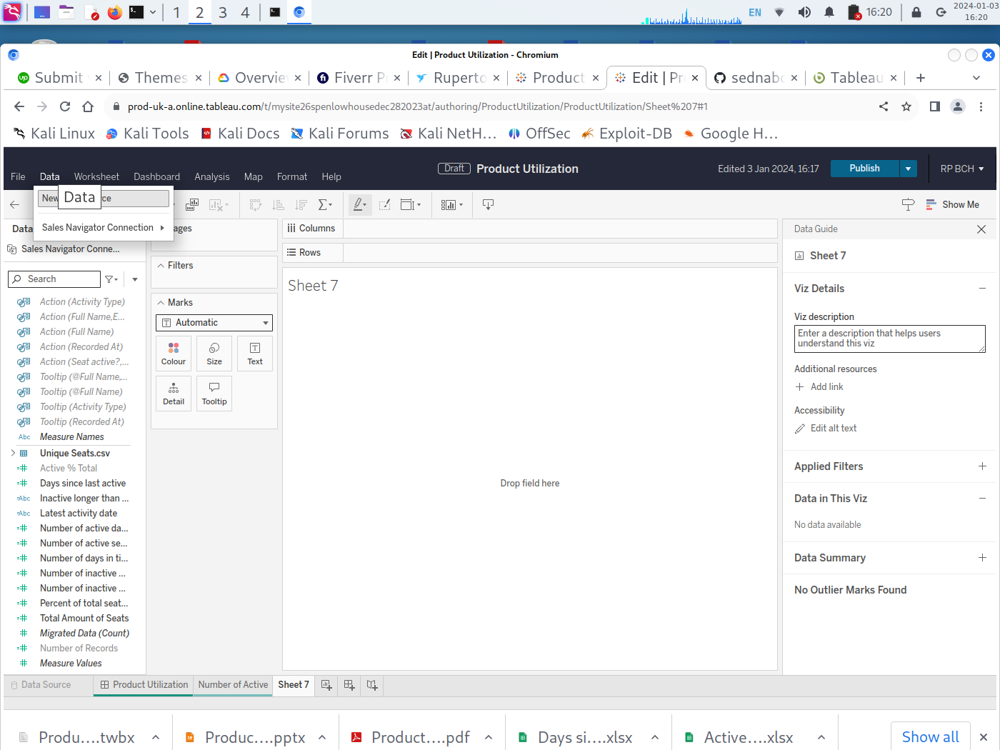 1 2 3 4 EN 16:20 2024-01-03
16:20
Edit | Product Utilization - Chromium
Submit Themes Overvie Fiverr P Ruperto Product Edit | Pr sednabc Tableau
prod-uk-a.online.tableau.com/t/mysite26spenlowhousedec282023at/authoring/ProductUtilization/ProductUtilization/Sheet%207#1
Kali Linux Kali Tools Kali Docs Kali Forums Kali NetH... OffSec Exploit-DB Google H...
File Data Worksheet Dashboard Analysis Map Format Help Draft Product Utilization Edited 3 Jan 2024, 16:17 Publish RP BCH
New Data rce
Sales Navigator Connection
Show Me
Data
Sales Navigator Conne...
Search
Action (Activity Type)
Action (Full Name,E...
Action (Full Name)
Action (Recorded At)
Action (Seat active?,...
Tooltip (@Full Name,...
Tooltip (@Full Name)
Tooltip (Activity Type)
Tooltip (Recorded At)
Abc Measure Names
Unique Seats.csv
Active % Total
Days since last active
=Abc Inactive longer than ...
=Abc Latest activity date
Number of active da...
Number of active se...
Number of days in ti...
Number of inactive ...
Number of inactive ...
Percent of total seat...
Total Amount of Seats
Migrated Data (Count)
Number of Records
Measure Values
ages
Filters
Marks
Automatic
Colour Size Text
Detail Tooltip
Columns
Rows
Sheet 7
Drop field here
Data Guide
Sheet 7
Viz Details
Viz description
Enter a description that helps users
understand this viz
Additional resources
Add link
Accessibility
Edit alt text
Applied Filters
Data in This Viz
No data available
Data Summary
No Outlier Marks Found
Data Source Product Utilization Number of Active Sheet 7
Produ....twbx Produc....pptx Product....pdf Days si....xlsx Active....xlsx Show all